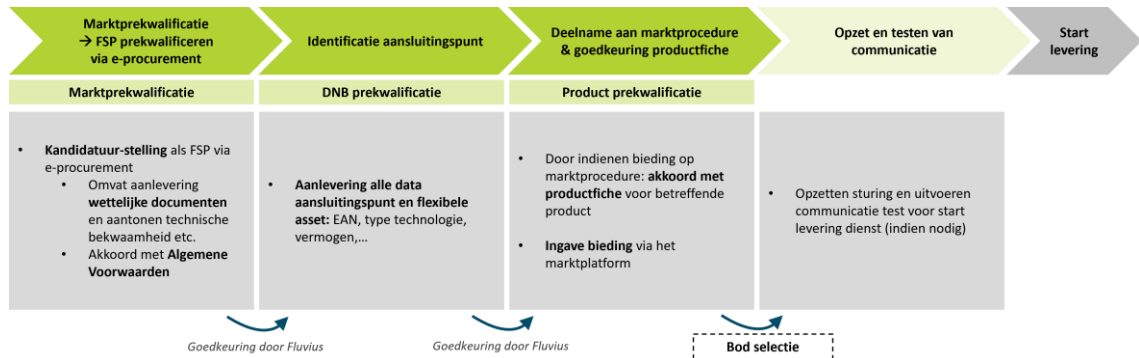 Marktprekwalificatie
→ FSP prekwalificeren
via e-procurement
Identificatie aansluitingspunt
Deelname aan marktprocedure
& goedkeuring productfiche
Opzet en testen van
communicatie
Start
levering
Marktprekwalificatie
DNB prekwalificatie
Product prekwalificatie
• Kandidatuur-stelling als FSP via
e-procurement
• Omvat aanlevering
wettelijke documenten
en aantonen technische
bekwaamheid etc.
• Akkoord met Algemene
Voorwaarden
• Aanlevering alle data
aansluitingspunt en flexibele
asset: EAN, type technologie,
vermogen,...
• Door indienen bieding op
marktprocedure: akkoord met
productfiche voor betreffende
product
• Ingave bieding via het
marktplatform
• Opzetten sturing en uitvoeren
communicatie test voor start
levering dienst (indien nodig)
Goedkeuring door Fluvius
Goedkeuring door Fluvius
Bod selectie